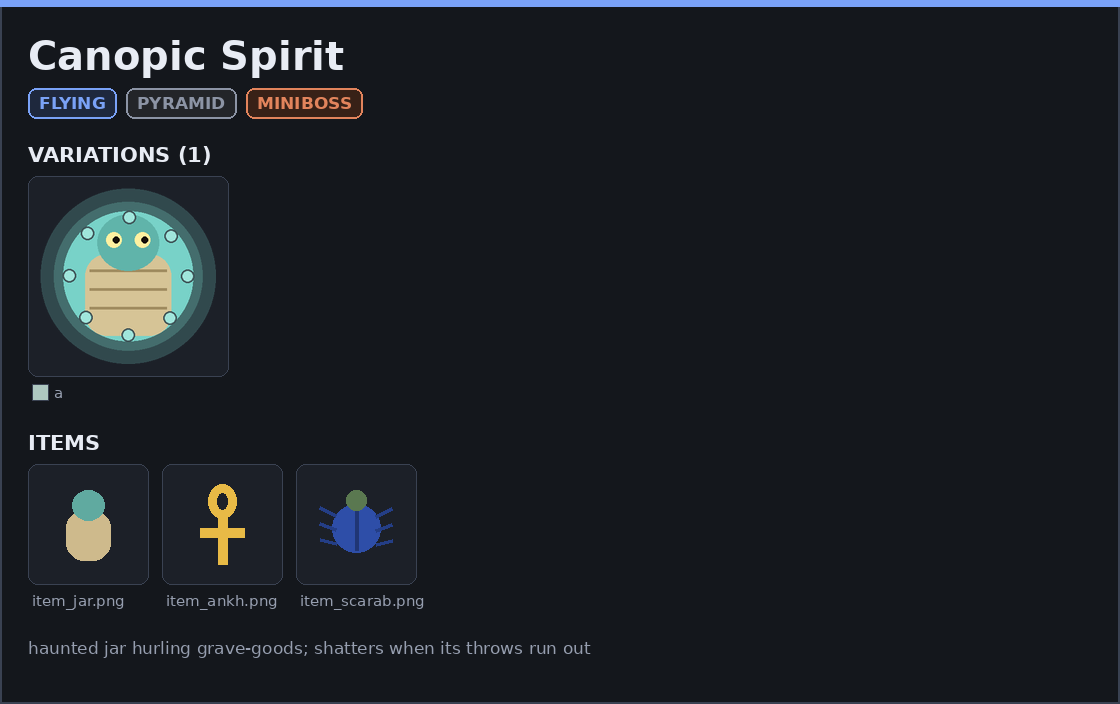 Canopic Spirit
FLYING PYRAMID MINIBOSS
VARIATIONS (1)
a
ITEMS
item_jar.png item_ankh.png item_scarab.png
haunted jar hurling grave-goods; shatters when its throws run out